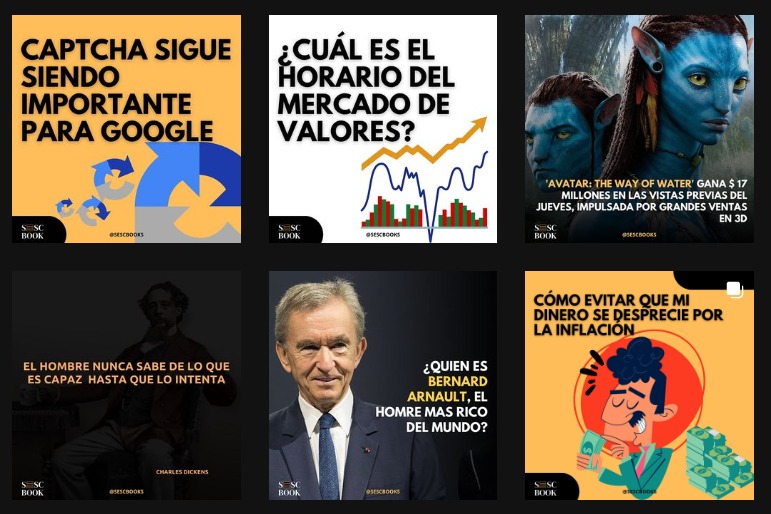 CAPTCHA SIGUE
SIENDO
IMPORTANTE
PARA GOOGLE
SESC
BOOK
@SESCBOOKS
¿CUÁL ES EL
HORARIO DEL
MERCADO DE
VALORES?
SESC
BOOK
@SESCBOOKS
'AVATAR: THE WAY OF WATER' GANA $ 17
MILLONES EN LAS VISTAS PREVIAS DEL
JUEVES, IMPULSADA POR GRANDES VENTAS
EN 3D
SESC
BOOK
@SESCBOOKS
EL HOMBRE NUNCA SABE DE LO QUE
ES CAPAZ HASTA QUE LO INTENTA
CHARLES DICKENS
SESC
BOOK
@SESCBOOKS
¿QUIEN ES
BERNARD
ARNAULT, EL
HOMRE MAS RICO
DEL MUNDO?
SESC
BOOK
@SESCBOOKS
CÓMO EVITAR QUE MI
DINERO SE DESPRECIE POR
LA INFLACIÓN
SESC
BOOK
@SESCBOOKS